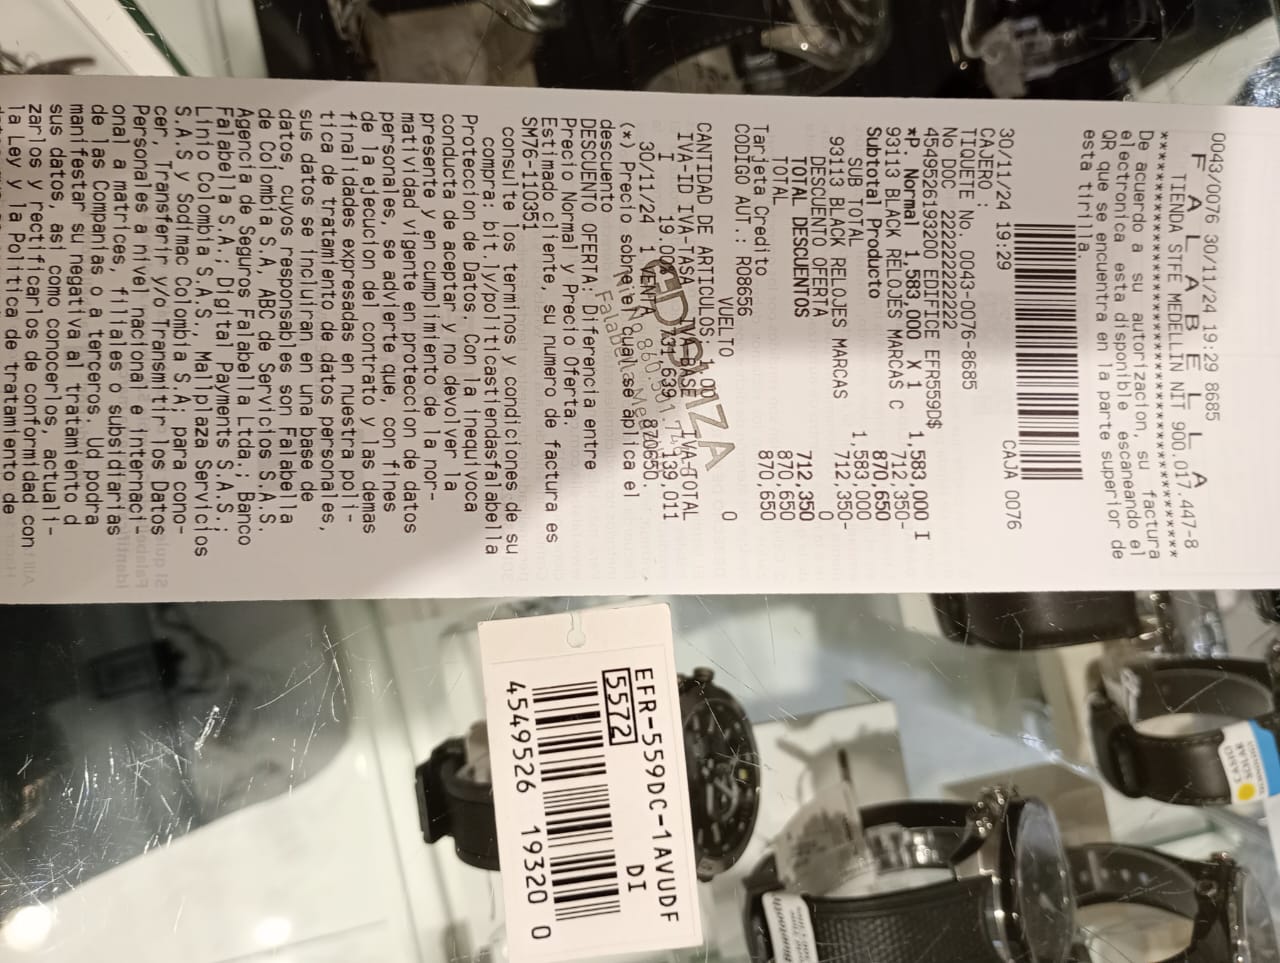 0043/0076 30/11/24 19:29 8685
F A L A B E L L A
TIENDA STFE MEDELLIN NIT 900.017.447-8
****************************************
De acuerdo a su autorizacion, su factura
electronica esta disponible escaneando el
QR que se encuentra en la parte superior de
esta tirilla.
30/11/24 19:29 CAJA 0076
CAJERO :
TIQUETE No. 0043-0076-8685
No DOC 222222222222
4549526193200 EDIFICE EFR559D$ 1,583,000 I
*P. Normal 1,583,000 X 1
93113 BLACK RELOJES MARCAS C 712,350-
Subtotal Producto 870,650
SUB TOTAL 1,583,000
93113 BLACK RELOJES MARCAS 712,350-
DESCUENTO OFERTA 0
TOTAL DESCUENTOS 712,350
TOTAL 870,650
Tarjeta Credito 870,650
CODIGO AUT.: R08656
VUELTO 0
CANTIDAD DE ARTICULOS
IVA-ID IVA-TASA IVA-BASE IVA-TOTAL
I 19.0% 731,639 139,011
30/11/24 1 VENTA 870650.
(*) Precio sobre el cual se aplica el
descuento
DESCUENTO OFERTA: Diferencia entre
Precio Normal y Precio Oferta.
Estimado cliente, su numero de factura es
SM76-110351
consulte los terminos y condiciones de su
compra: bit.ly/politicastiendasfalabella
Protección de Datos. Con la inequivoca
conducta de aceptar y no devolver la
presente y en cumplimiento de la nor-
matividad vigente en proteccion de datos
personales, se advierte que, con fines
de la ejecucion del contrato y las demas
finalidades expresadas en nuestra poli-
tica de tratamiento de datos personales,
sus datos se incluiran en una base de
datos, cuyos responsables son Falabella
de Colombia S.A, ABC de Servicios S.A.S.
Agencia de Seguros Falabella Ltda.; Banco
Falabella S.A.; Digital Payments S.A.S.;
Linio Colombia S.A.S., Mallplaza Servicios
S.A.S y Sodimac Colombia S.A; para cono-
cer, Transferir y/o Transmitir los Datos
Personales a nivel nacional e internaci-
onal a matrices, filiales o subsidiarias
de las Companias o a terceros. Ud podra
manifestar su negativa al tratamiento d
sus datos, asi como conocerlos, actuali-
zarlos y rectificarlos de conformidad con
la Ley y la Politica de tratamiento de
EFR-559DC-1AVUDF
5572 DI
4549526 19320 0
CASIO
SOLAR